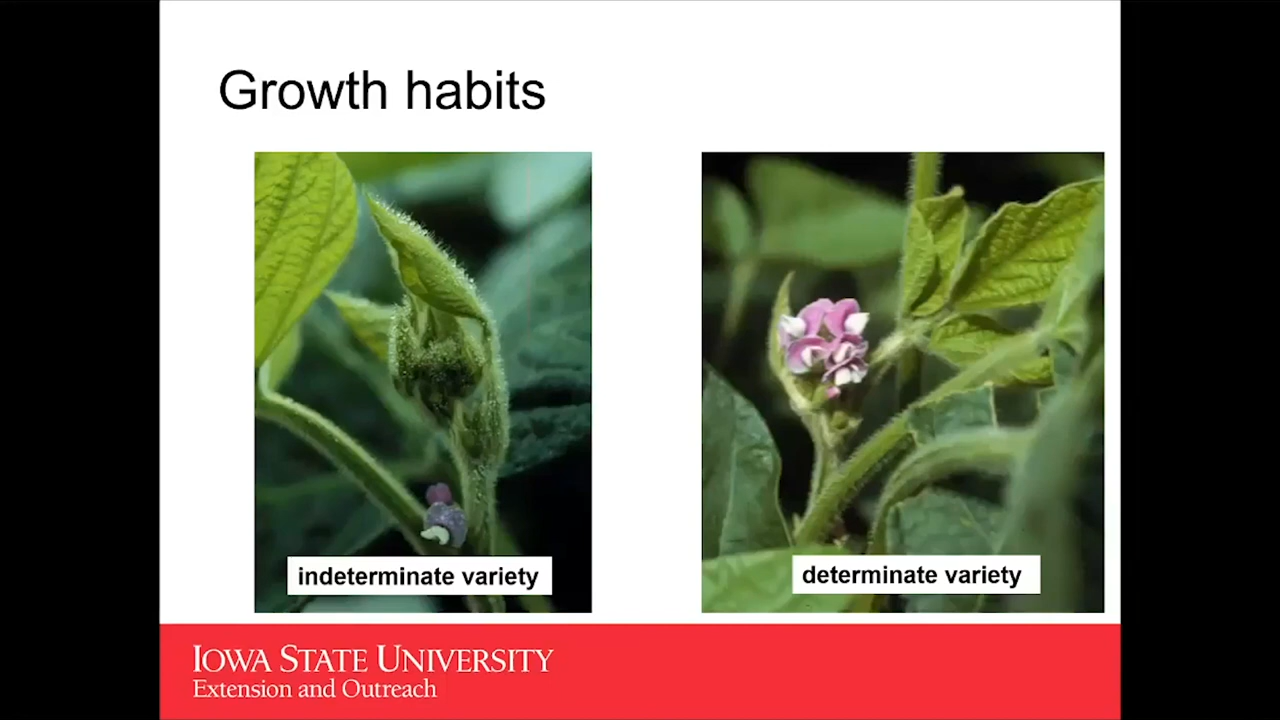 Growth habits
indeterminate variety
determinate variety
IOWA STATE UNIVERSITY
Extension and Outreach